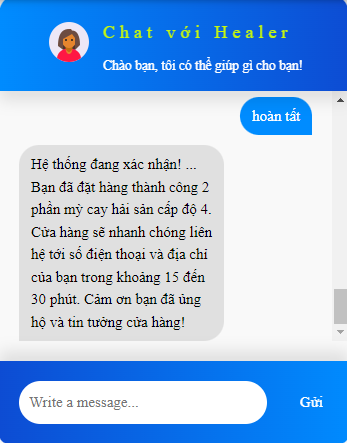 Chat với Healer
Chào bạn, tôi có thể giúp gì cho bạn!
hoàn tất
Hệ thống đang xác nhận! ...
Bạn đã đặt hàng thành công 2
phần mỳ cay hải sản cấp độ 4.
Cửa hàng sẽ nhanh chóng liên
hệ tới số điện thoại và địa chỉ
của bạn trong khoảng 15 đến
30 phút. Cảm ơn bạn đã ủng
hộ và tin tưởng cửa hàng!
Write a message...
Gửi